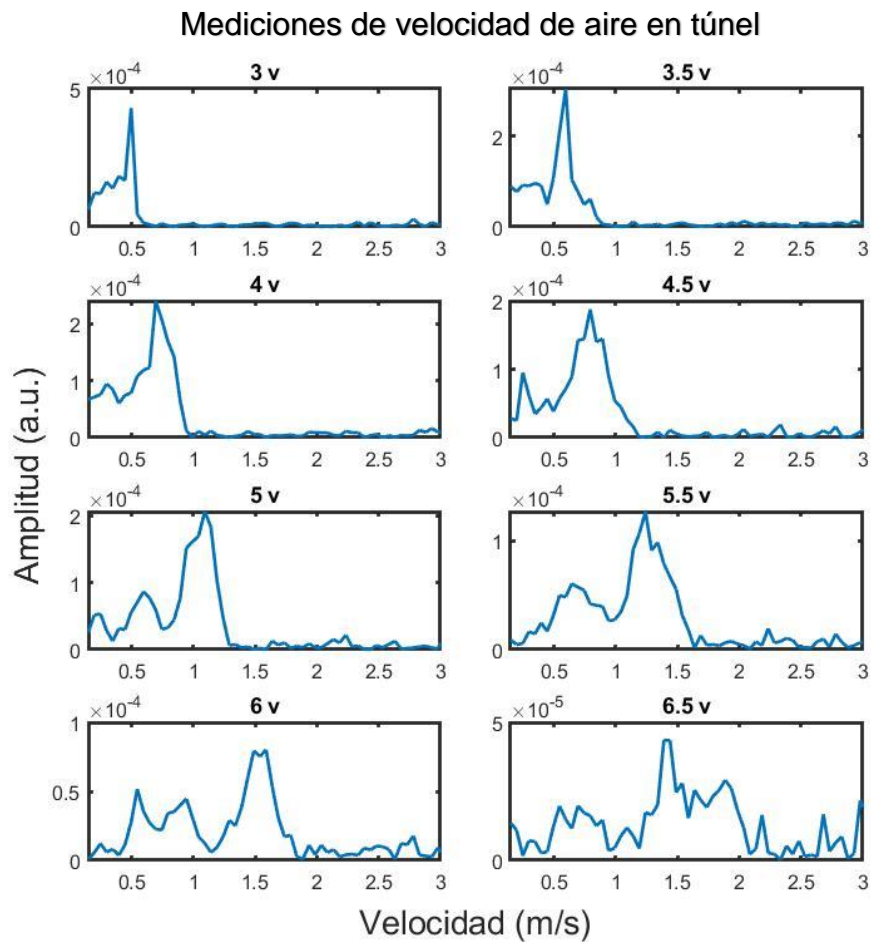 Mediciones de velocidad de aire en túnel
×10-4 3 v
5
0
0.5 1 1.5 2 2.5 3
×10-4 3.5 v
2
0
0.5 1 1.5 2 2.5 3
×10-4 4 v
2
1
0
0.5 1 1.5 2 2.5 3
×10-4 4.5 v
2
1
0
0.5 1 1.5 2 2.5 3
Amplitud (a.u.)
×10-4 5 v
2
1
0
0.5 1 1.5 2 2.5 3
×10-4 5.5 v
1
0
0.5 1 1.5 2 2.5 3
×10-4 6 v
1
0.5
0
0.5 1 1.5 2 2.5 3
×10-5 6.5 v
5
0
0.5 1 1.5 2 2.5 3
Velocidad (m/s)